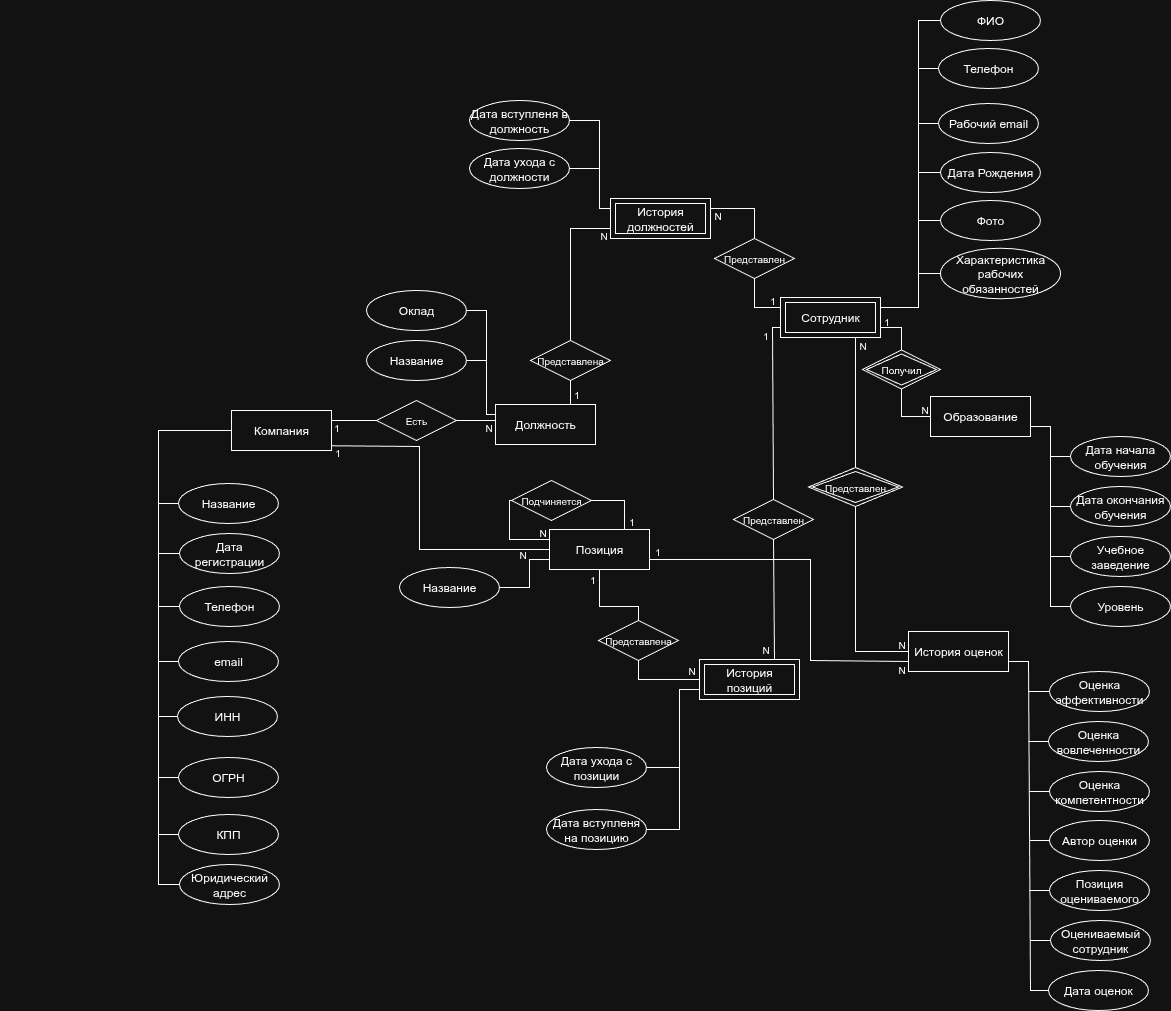 ФИО
Телефон
Рабочий email
Дата Рождения
Фото
Характеристика
рабочих
обязанностей
Дата вступленя в
должность
Дата ухода с
должности
История
должностей
N
N
Представлен
1
Сотрудник
1
1
N
Получил
N
Образование
Дата начала
обучения
Дата окончания
обучения
Учебное
заведение
Уровень
Оклад
Название
Представлена
1
Компания
1
1
Есть
N
Должность
Название
Дата
регистрации
Телефон
email
ИНН
ОГРН
КПП
Юридический
адрес
Подчиняется
1
N
N
Позиция
1
1
Название
Представлен
Представлен
Представлена
N
N
История
позиций
N
N
История оценок
Дата ухода с
позиции
Дата вступленя
на позицию
Оценка
эффективности
Оценка
вовлеченности
Оценка
компетентности
Автор оценки
Позиция
оцениваемого
Оцениваемый
сотрудник
Дата оценок